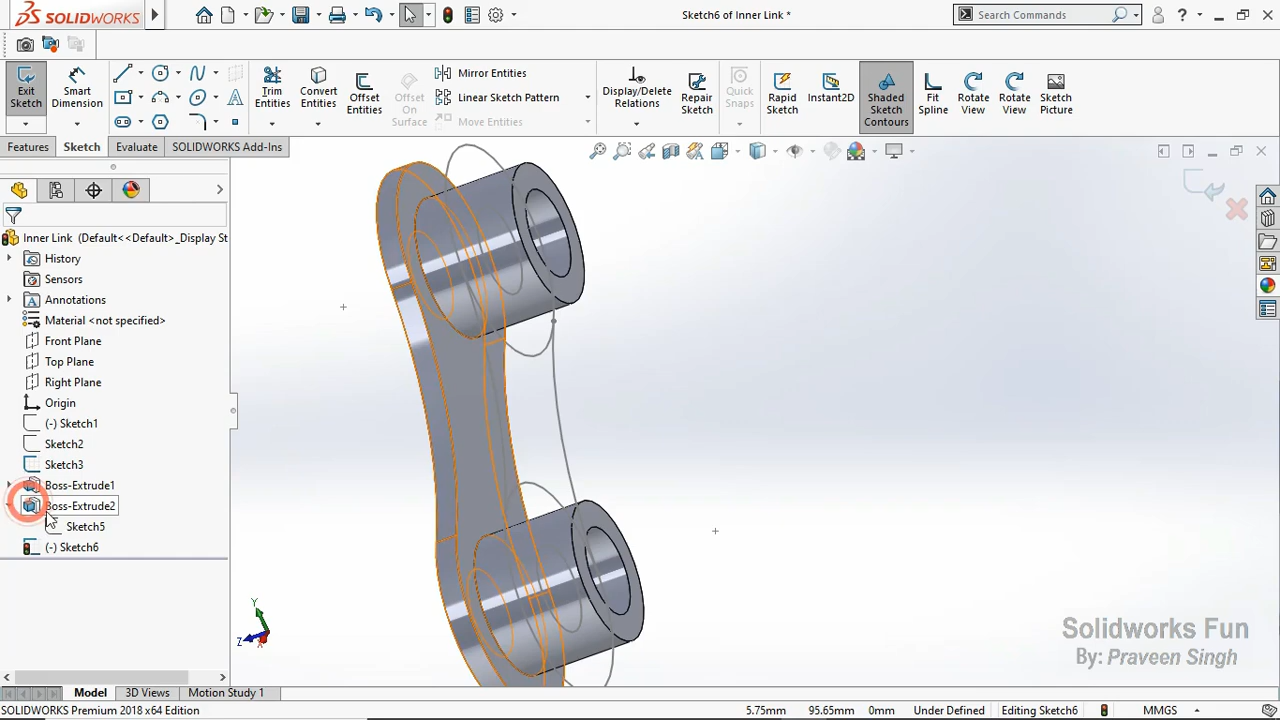 SOLIDWORKS
Sketch6 of Inner Link *
Search Commands
?
Exit Sketch
Smart Dimension
Trim Entities
Convert Entities
Offset Entities
Offset On Surface
Mirror Entities
Linear Sketch Pattern
Move Entities
Display/Delete Relations
Repair Sketch
Quick Snaps
Rapid Sketch
Instant2D
Shaded Sketch Contours
Fit Spline
Rotate View
Rotate View
Sketch Picture
Features
Sketch
Evaluate
SOLIDWORKS Add-Ins
Inner Link (Default<<Default>_Display St
History
Sensors
Annotations
Material <not specified>
Front Plane
Top Plane
Right Plane
Origin
(-) Sketch1
Sketch2
Sketch3
Boss-Extrude1
Boss-Extrude2
Sketch5
(-) Sketch6
Y
Z
X
Solidworks Fun
By: Praveen Singh
Model
3D Views
Motion Study 1
SOLIDWORKS Premium 2018 x64 Edition
5.75mm
95.65mm
0mm
Under Defined
Editing Sketch6
MMGS